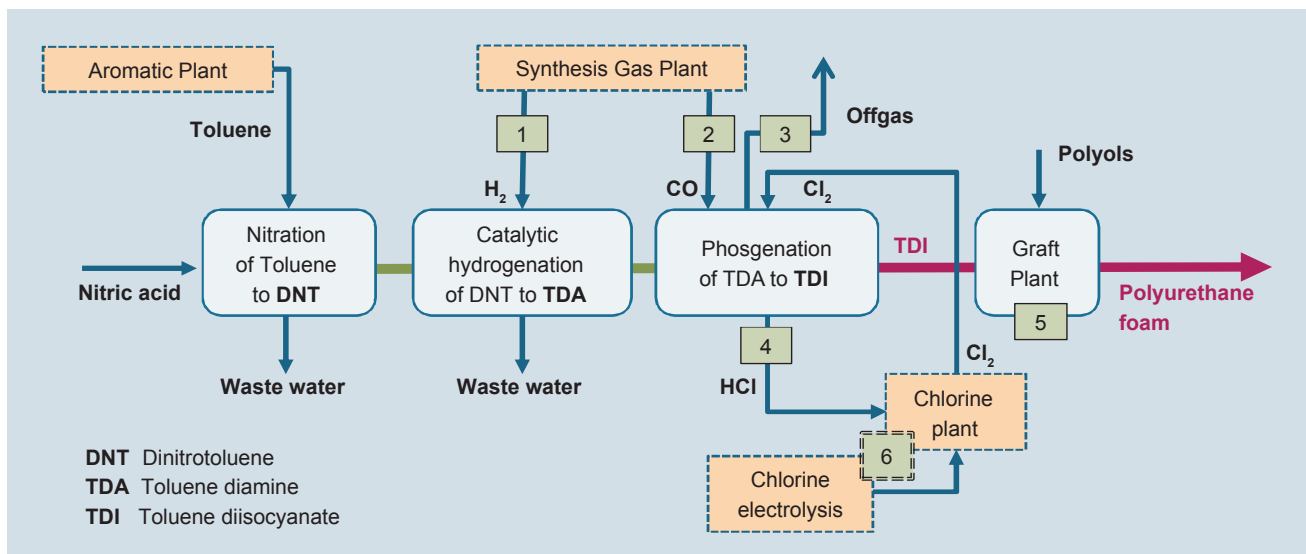 Aromatic Plant
Synthesis Gas Plant
Toluene
1
2
3
Offgas
Polyols
H₂
CO
Cl₂
Nitric acid
Nitration
of Toluene
to DNT
Catalytic
hydrogenation
of DNT to TDA
Phosgenation
of TDA to TDI
TDI
Graft
Plant
5
Polyurethane
foam
Waste water
Waste water
4
HCl
Cl₂
Chlorine
plant
6
Chlorine
electrolysis
DNT Dinitrotoluene
TDA Toluene diamine
TDI Toluene diisocyanate